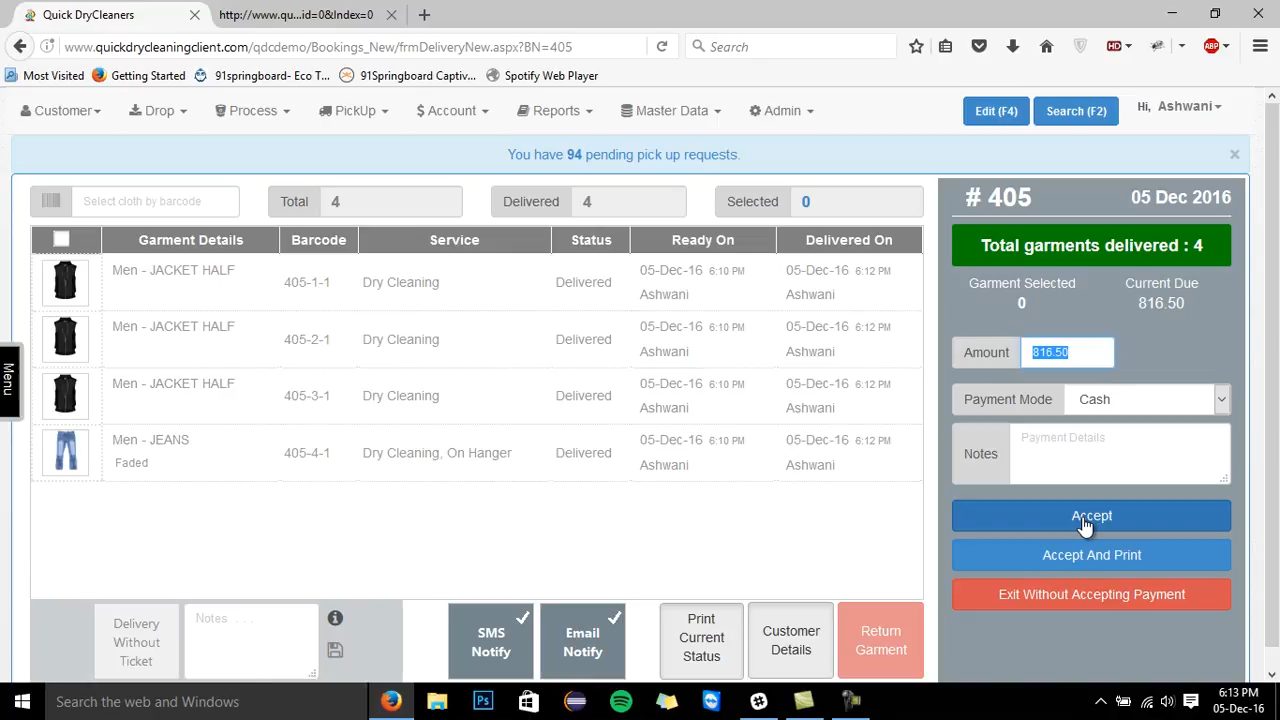 Quick DryCleaners
http://www.qu...id=0&Index=0
www.quickdrycleaningclient.com/qdcdemo/Bookings_New/frmDeliveryNew.aspx?BN=405
Search
HD
ABP
Most Visited
Getting Started
91springboard- Eco T...
91Springboard Captiv...
Spotify Web Player
Customer
Drop
Process
PickUp
Account
Reports
Master Data
Admin
Edit (F4)
Search (F2)
Hi, Ashwani
You have 94 pending pick up requests.
Select cloth by barcode
Total 4
Delivered 4
Selected 0
Garment Details Barcode Service Status Ready On Delivered On
Men - JACKET HALF 405-1-1 Dry Cleaning Delivered 05-Dec-16 6:10 PM 05-Dec-16 6:12 PM
Ashwani Ashwani
Men - JACKET HALF 405-2-1 Dry Cleaning Delivered 05-Dec-16 6:10 PM 05-Dec-16 6:12 PM
Ashwani Ashwani
Men - JACKET HALF 405-3-1 Dry Cleaning Delivered 05-Dec-16 6:10 PM 05-Dec-16 6:12 PM
Ashwani Ashwani
Men - JEANS 405-4-1 Dry Cleaning, On Hanger Delivered 05-Dec-16 6:10 PM 05-Dec-16 6:12 PM
Faded Ashwani Ashwani
Menu
# 405 05 Dec 2016
Total garments delivered : 4
Garment Selected Current Due
0 816.50
Amount 816.50
Payment Mode Cash
Notes Payment Details
Accept
Accept And Print
Exit Without Accepting Payment
Delivery
Without
Ticket
Notes . . .
SMS
Notify
Email
Notify
Print
Current
Status
Customer
Details
Return
Garment
Search the web and Windows
Ps
6:13 PM
05-Dec-16